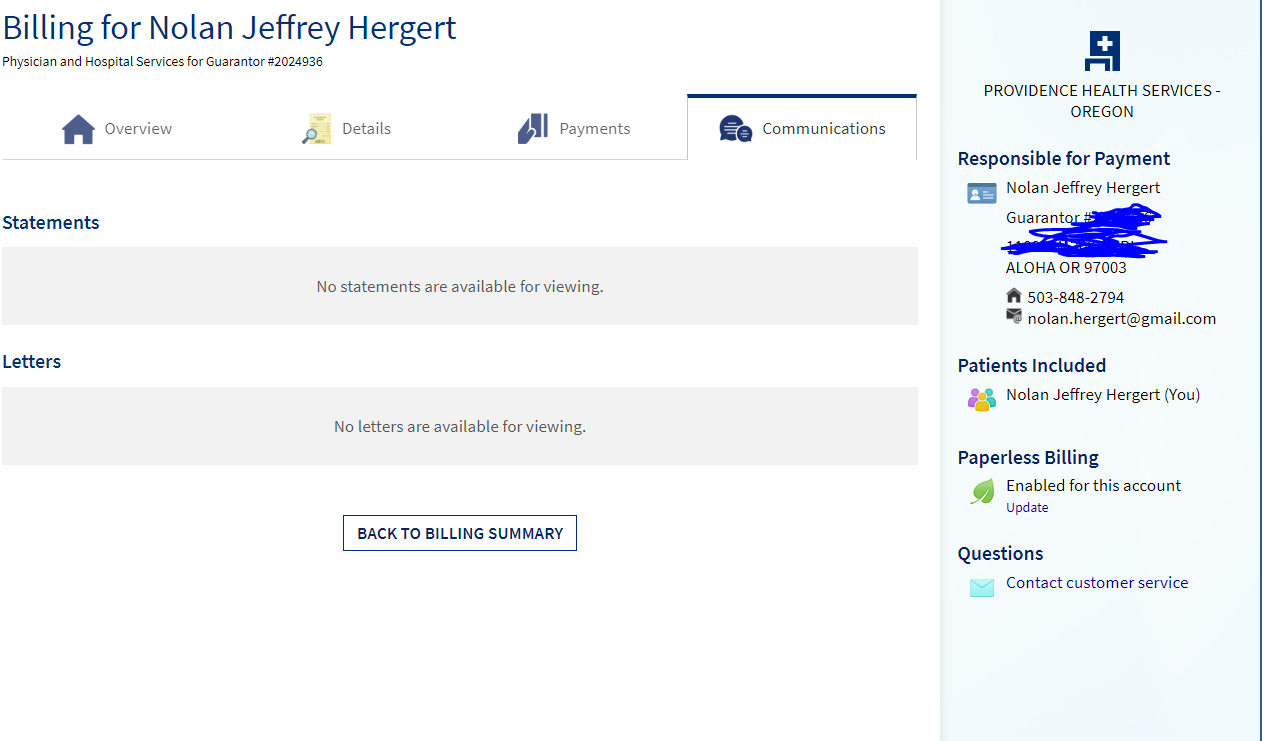 Billing for Nolan Jeffrey Hergert
Physician and Hospital Services for Guarantor #2024936
Overview
Details
Payments
Communications
Statements
No statements are available for viewing.
Letters
No letters are available for viewing.
BACK TO BILLING SUMMARY
PROVIDENCE HEALTH SERVICES -
OREGON
Responsible for Payment
Nolan Jeffrey Hergert
Guarantor #
ALOHA OR 97003
503-848-2794
nolan.hergert@gmail.com
Patients Included
Nolan Jeffrey Hergert (You)
Paperless Billing
Enabled for this account
Update
Questions
Contact customer service